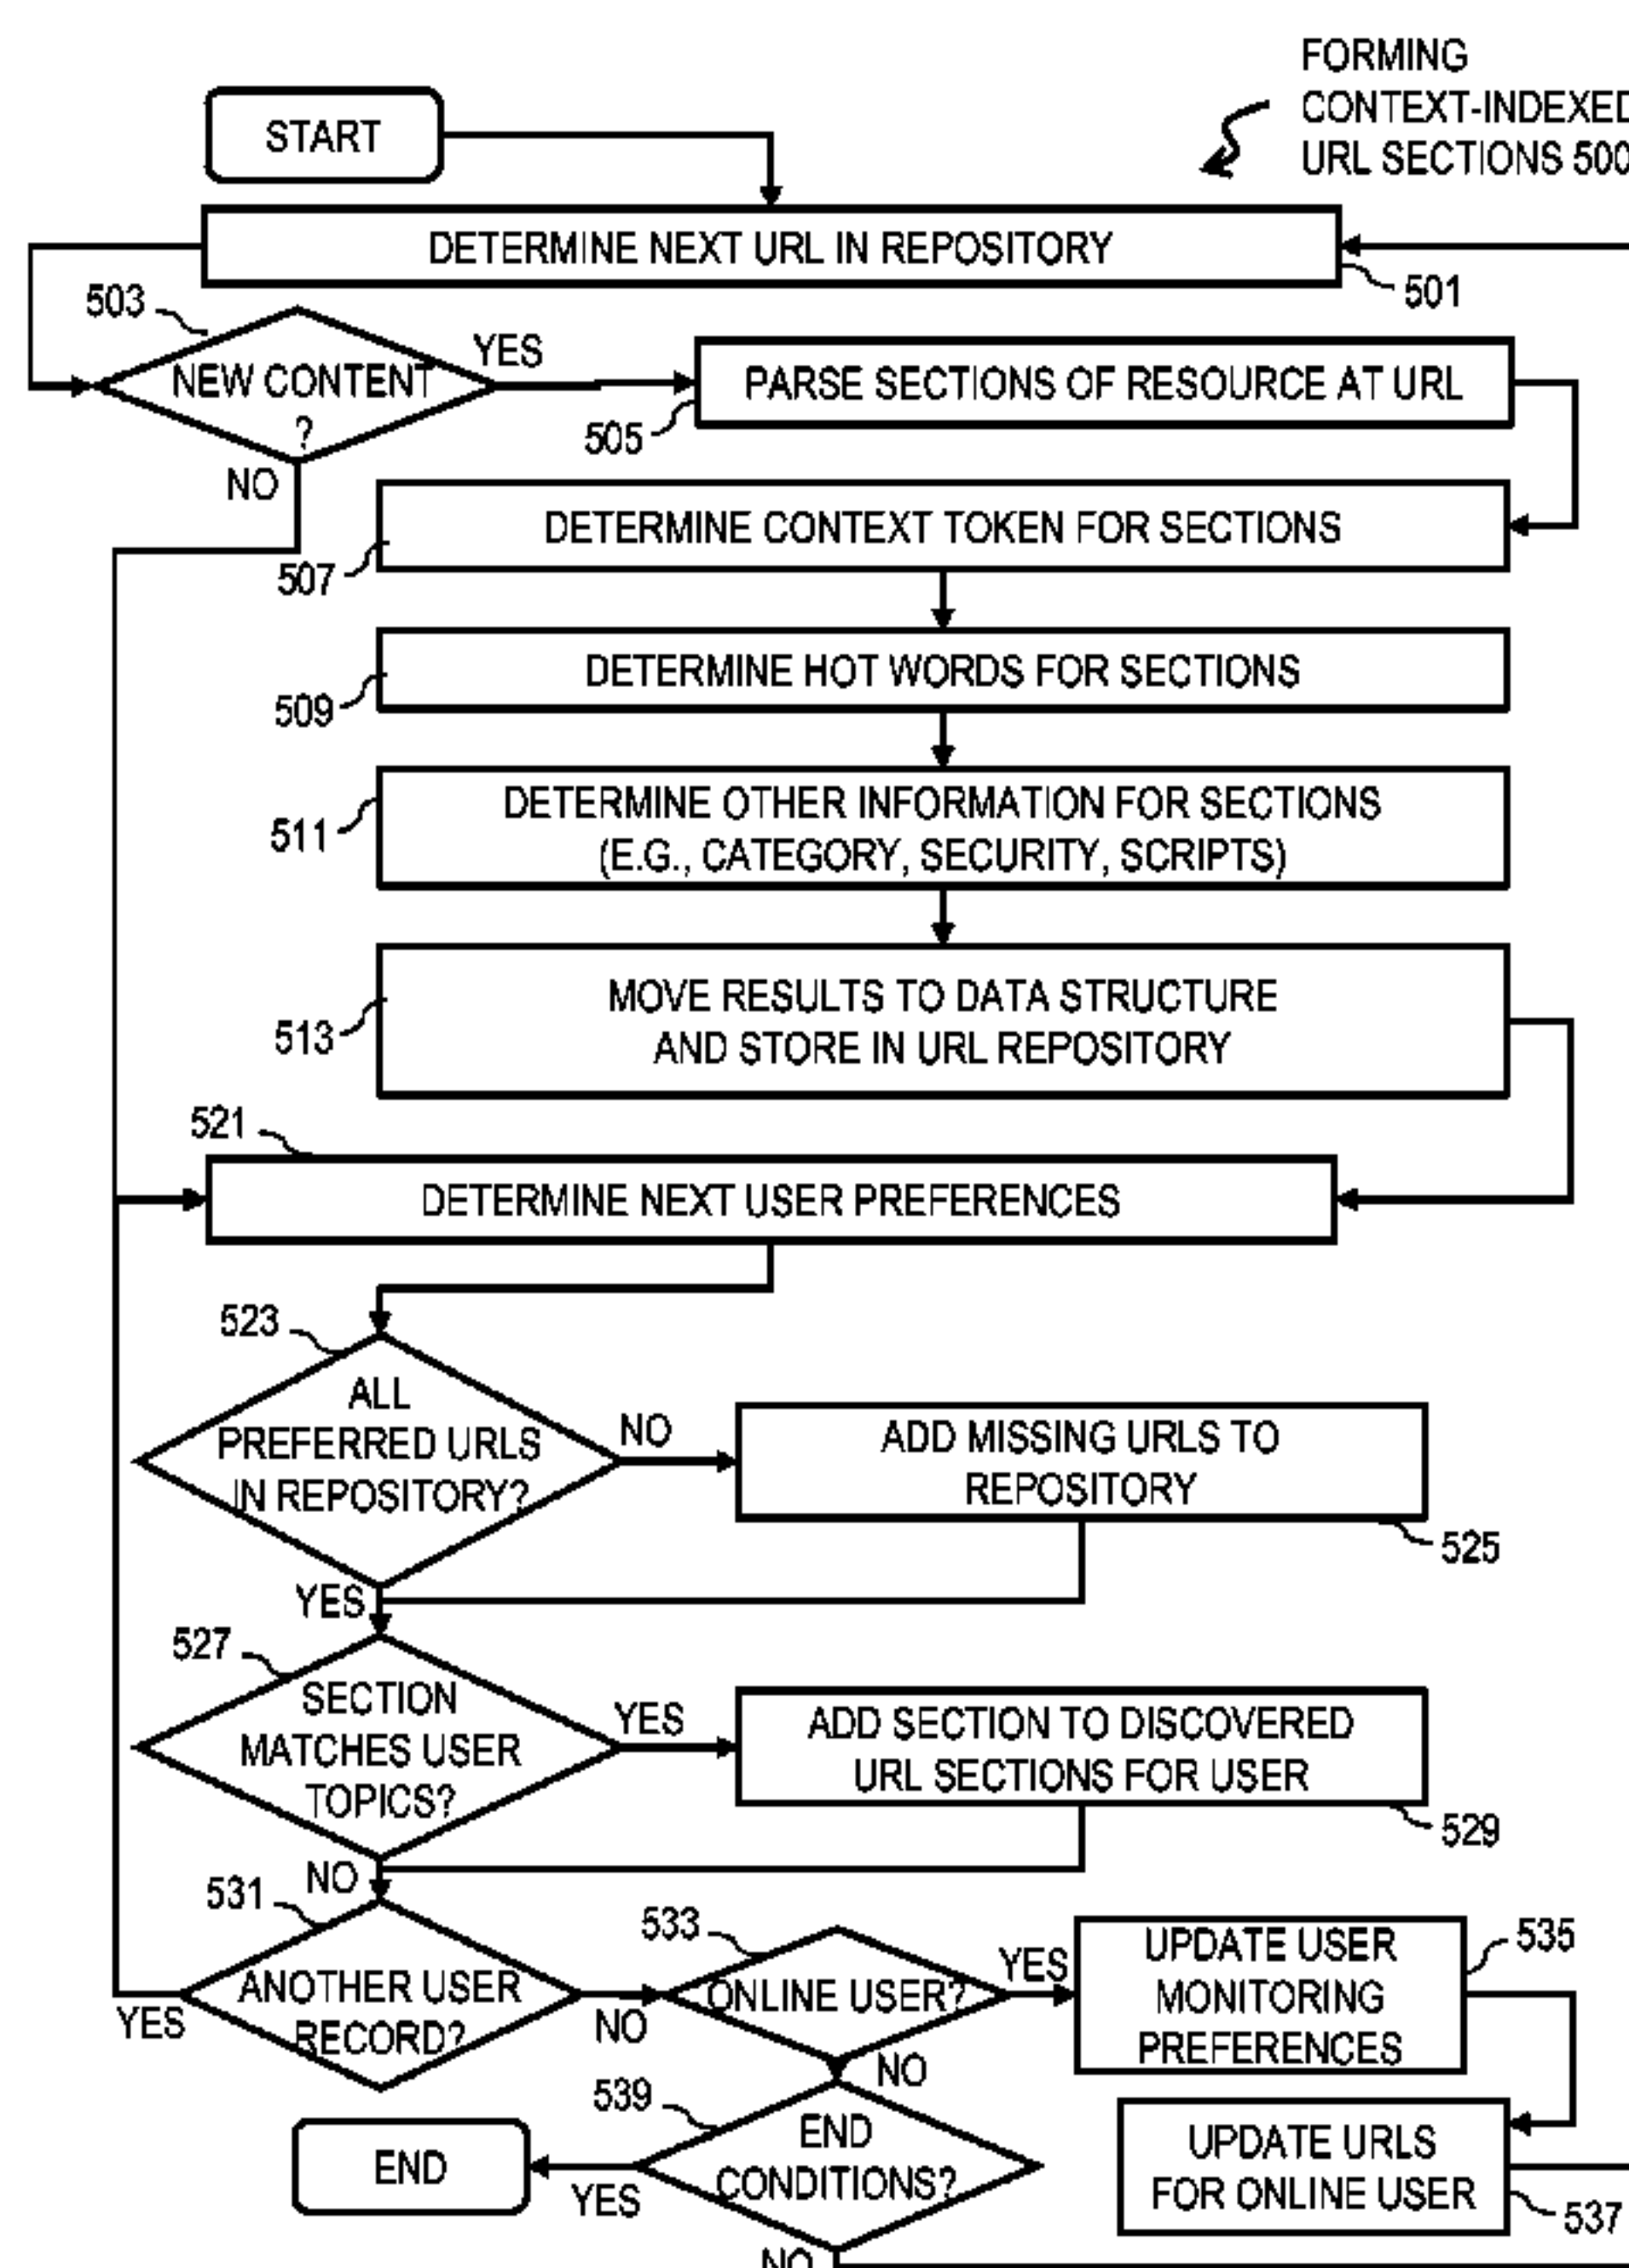 FORMING
CONTEXT-INDEXED
URL SECTIONS 500
START
DETERMINE NEXT URL IN REPOSITORY
501
503
NEW CONTENT
?
YES
NO
PARSE SECTIONS OF RESOURCE AT URL
505
DETERMINE CONTEXT TOKEN FOR SECTIONS
507
DETERMINE HOT WORDS FOR SECTIONS
509
DETERMINE OTHER INFORMATION FOR SECTIONS
(E.G., CATEGORY, SECURITY, SCRIPTS)
511
MOVE RESULTS TO DATA STRUCTURE
AND STORE IN URL REPOSITORY
513
521
DETERMINE NEXT USER PREFERENCES
523
ALL
PREFERRED URLS
IN REPOSITORY?
NO
ADD MISSING URLS TO
REPOSITORY
525
YES
527
SECTION
MATCHES USER
TOPICS?
YES
ADD SECTION TO DISCOVERED
URL SECTIONS FOR USER
529
NO
531
ANOTHER USER
RECORD?
YES
NO
533
ONLINE USER?
YES
UPDATE USER
MONITORING
PREFERENCES
535
NO
539
END
CONDITIONS?
YES
END
UPDATE URLS
FOR ONLINE USER
537
NO